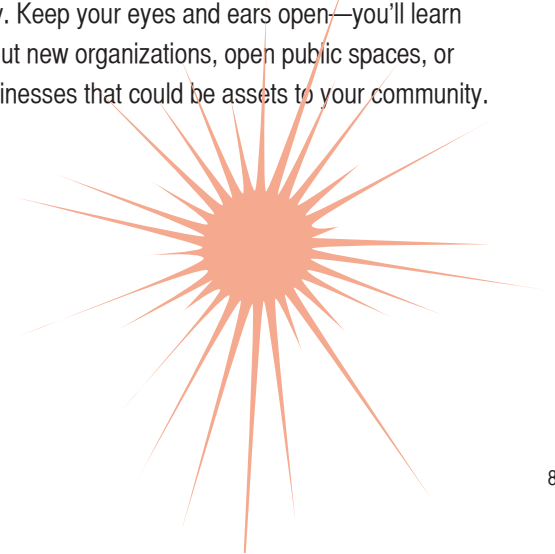 . Keep your eyes and ears open—you’ll learn
ut new organizations, open public spaces, or
inesses that could be assets to your community.
8